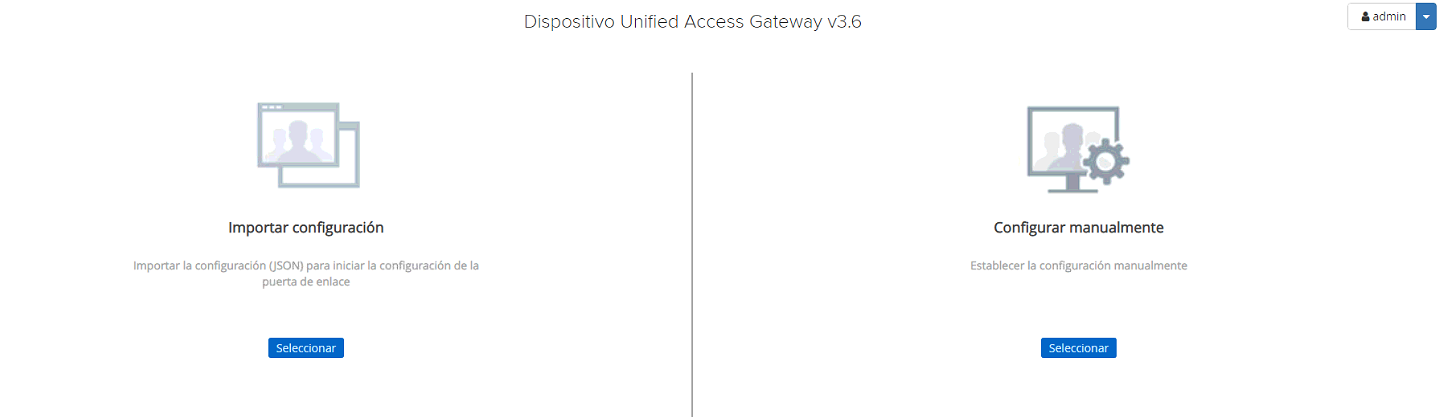 Dispositivo Unified Access Gateway v3.6
admin
Importar configuración
Importar la configuración (JSON) para iniciar la configuración de la
puerta de enlace
Seleccionar
Configurar manualmente
Establecer la configuración manualmente
Seleccionar